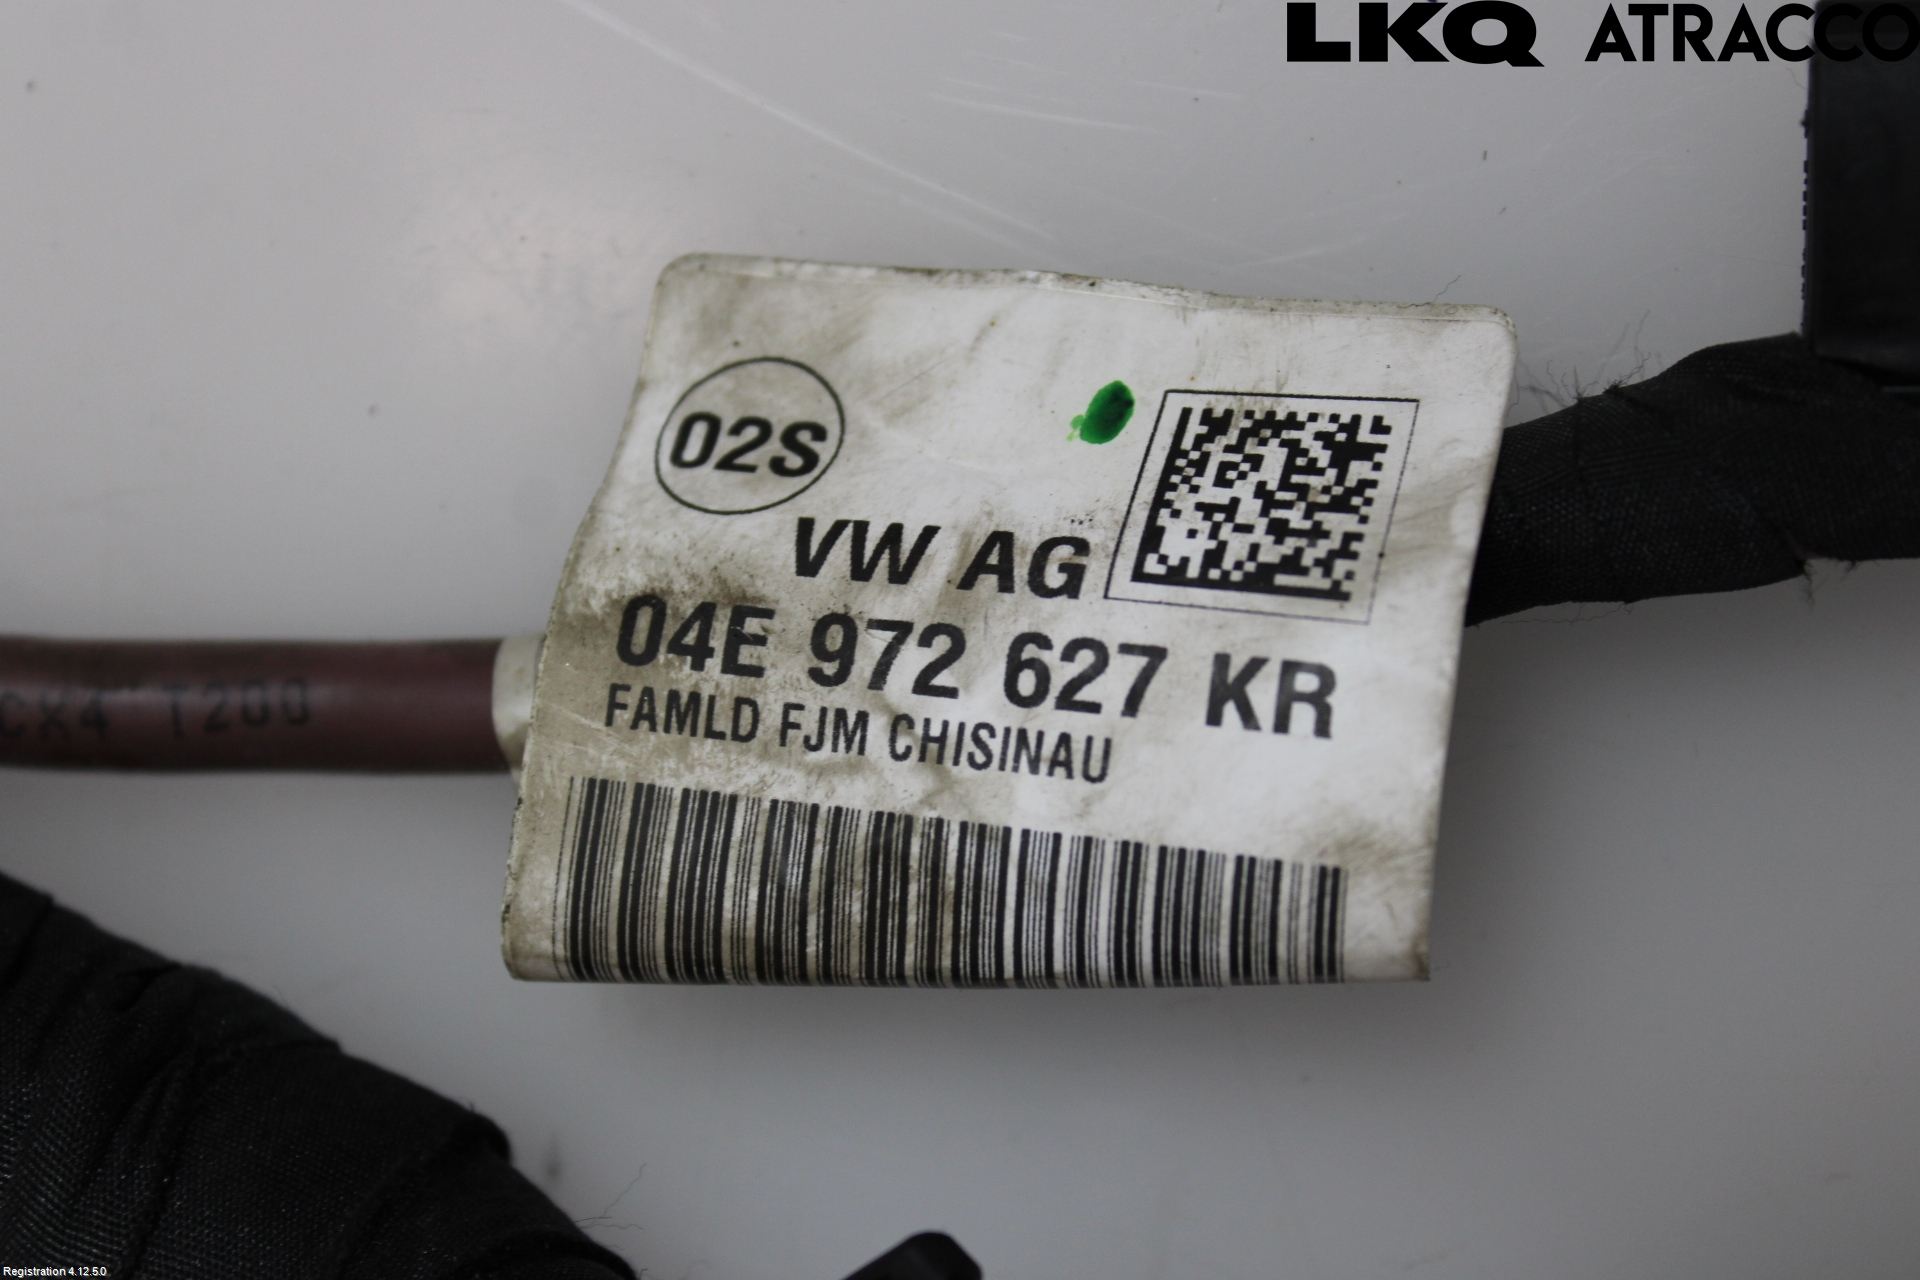 LKQ ATRACCO
02S
VW AG
04E 972 627 KR
FAMLD FJM CHISINAU
CX4 T200
Registration 4.12.5.0